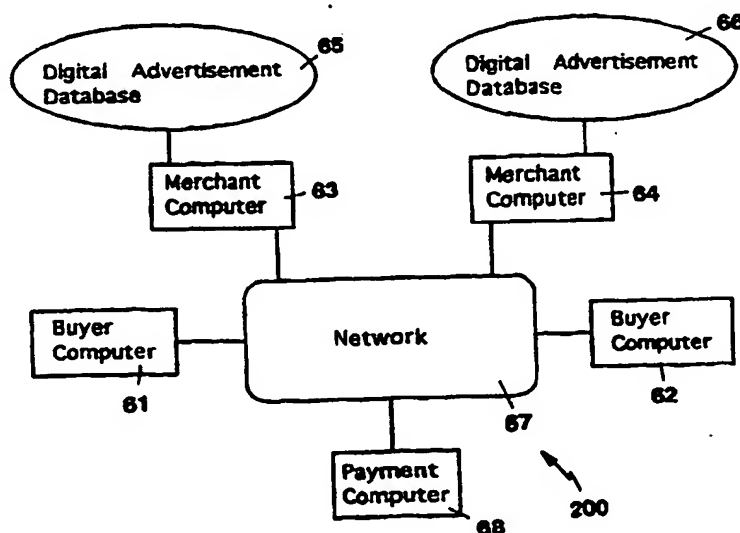 65
Digital Advertisement
Database
66
Digital Advertisement
Database
Merchant
Computer
63
Merchant
Computer
64
Buyer
Computer
61
Network
67
Buyer
Computer
62
Payment
Computer
68
200